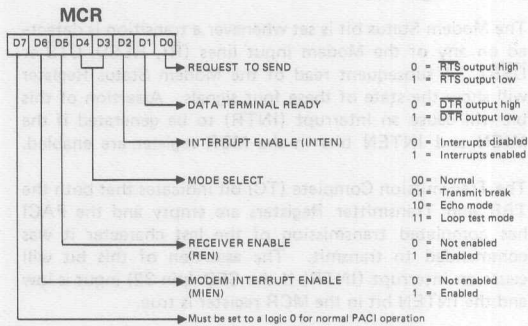 MCR
D7 D6 D5 D4 D3 D2 D1 D0
REQUEST TO SEND 0 = R̅T̅S̅ output high
1 = R̅T̅S̅ output low
DATA TERMINAL READY 0 = D̅T̅R̅ output high
1 = D̅T̅R̅ output low
INTERRUPT ENABLE (INTEN) 0 = Interrupts disabled
1 = Interrupts enabled
MODE SELECT 00 = Normal
01 = Transmit break
10 = Echo mode
11 = Loop test mode
RECEIVER ENABLE 0 = Not enabled
(REN) 1 = Enabled
MODEM INTERRUPT ENABLE 0 = Not enabled
(MIEN) 1 = Enabled
Must be set to a logic 0 for normal PACI operation